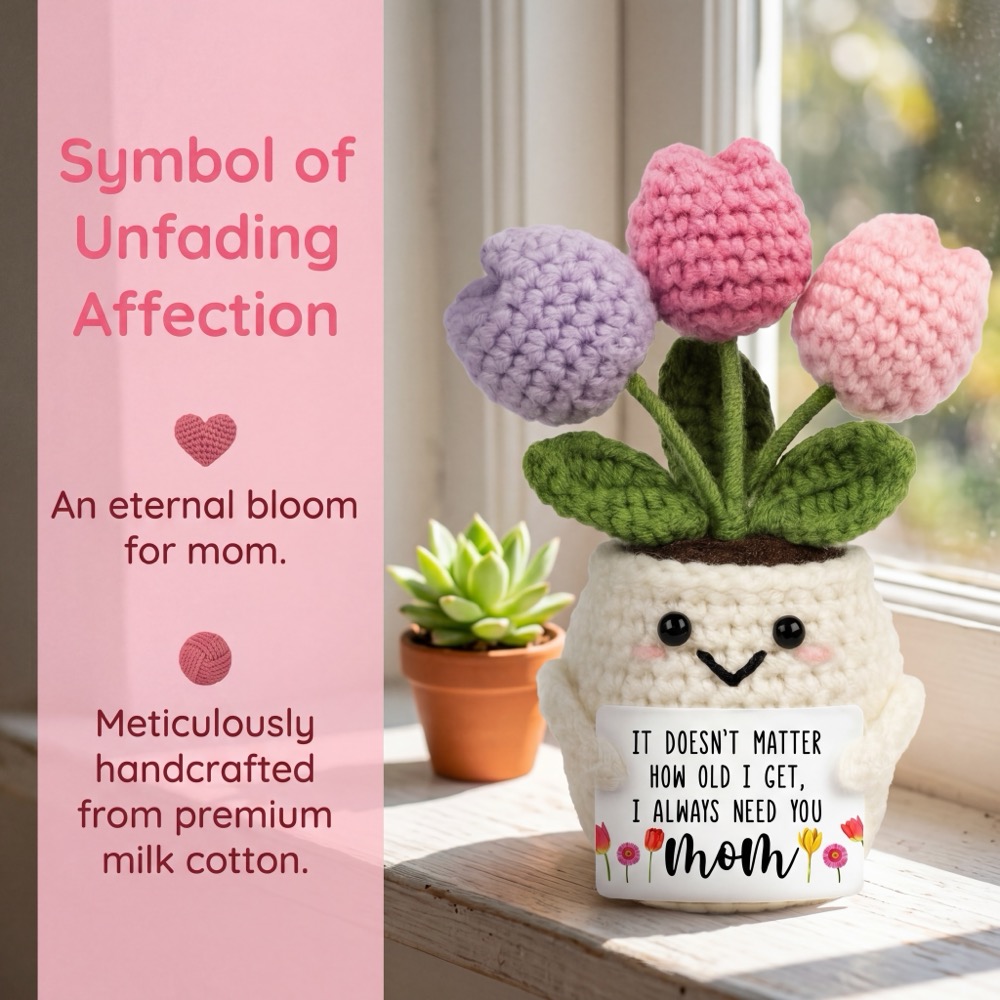 Symbol of
Unfading
Affection
An eternal bloom
for mom.
Meticulously
handcrafted
from premium
milk cotton.
IT DOESN'T MATTER
HOW OLD I GET,
I ALWAYS NEED YOU
mom